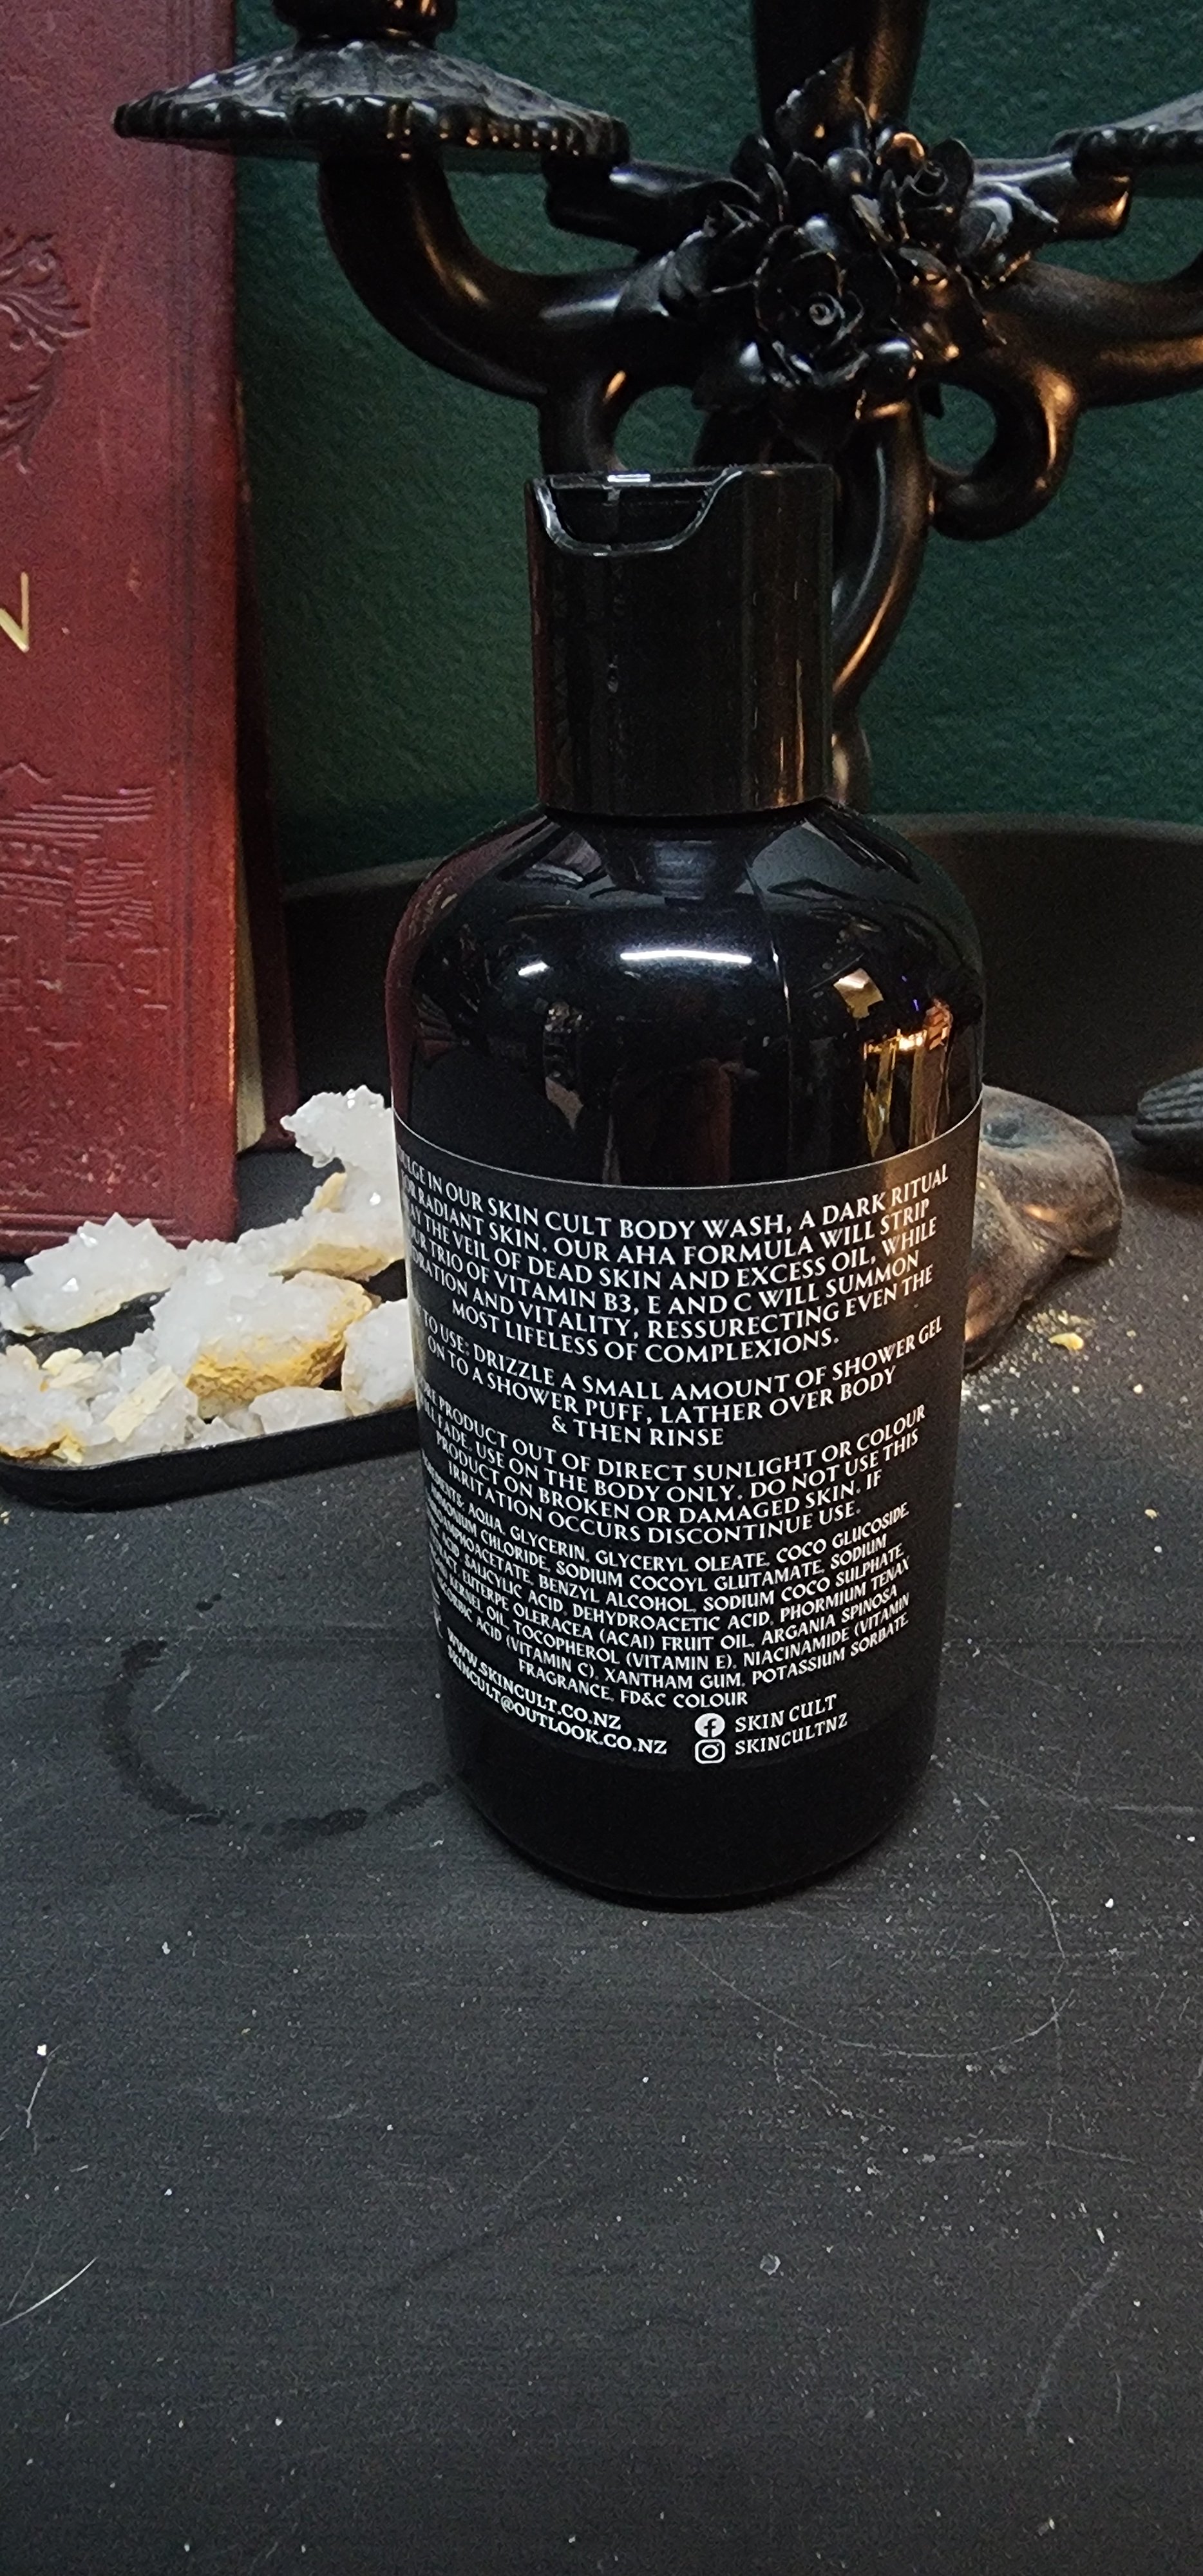 N
IN OUR SKIN CULT BODY WASH, A DARK RITUAL
RADIANT SKIN. OUR AHA FORMULA WILL STRIP
THE VEIL OF DEAD SKIN AND EXCESS OIL, WHILE
TRIO OF VITAMIN B3, E AND C WILL SUMMON
AND VITALITY, RESSURECTING EVEN THE
MOST LIFELESS OF COMPLEXIONS.
TO USE: DRIZZLE A SMALL AMOUNT OF SHOWER GEL
ON TO A SHOWER PUFF, LATHER OVER BODY
& THEN RINSE
PRODUCT OUT OF DIRECT SUNLIGHT OR COLOUR
FADE. USE ON THE BODY ONLY. DO NOT USE THIS
PRODUCT ON BROKEN OR DAMAGED SKIN. IF
IRRITATION OCCURS DISCONTINUE USE.
AQUA, GLYCERIN, GLYCERYL OLEATE, COCO GLUCOSIDE,
CHLORIDE, SODIUM COCOYL GLUTAMATE, SODIUM
BENZYL ALCOHOL, SODIUM COCO SULPHATE,
ACID, SALICYLIC ACID, DEHYDROACETIC ACID, PHORMIUM TENAX
EUTERPE OLERACEA (ACAI) FRUIT OIL, ARGANIA SPINOSA
KERNEL OIL, TOCOPHEROL (VITAMIN E), NIACINAMIDE (VITAMIN
ACID (VITAMIN C), XANTHAM GUM, POTASSIUM SORBATE,
FRAGRANCE, FD&C COLOUR
WWW.SKINCULT.CO.NZ
SKINCULT@OUTLOOK.CO.NZ
SKIN CULT
SKINCULTNZ